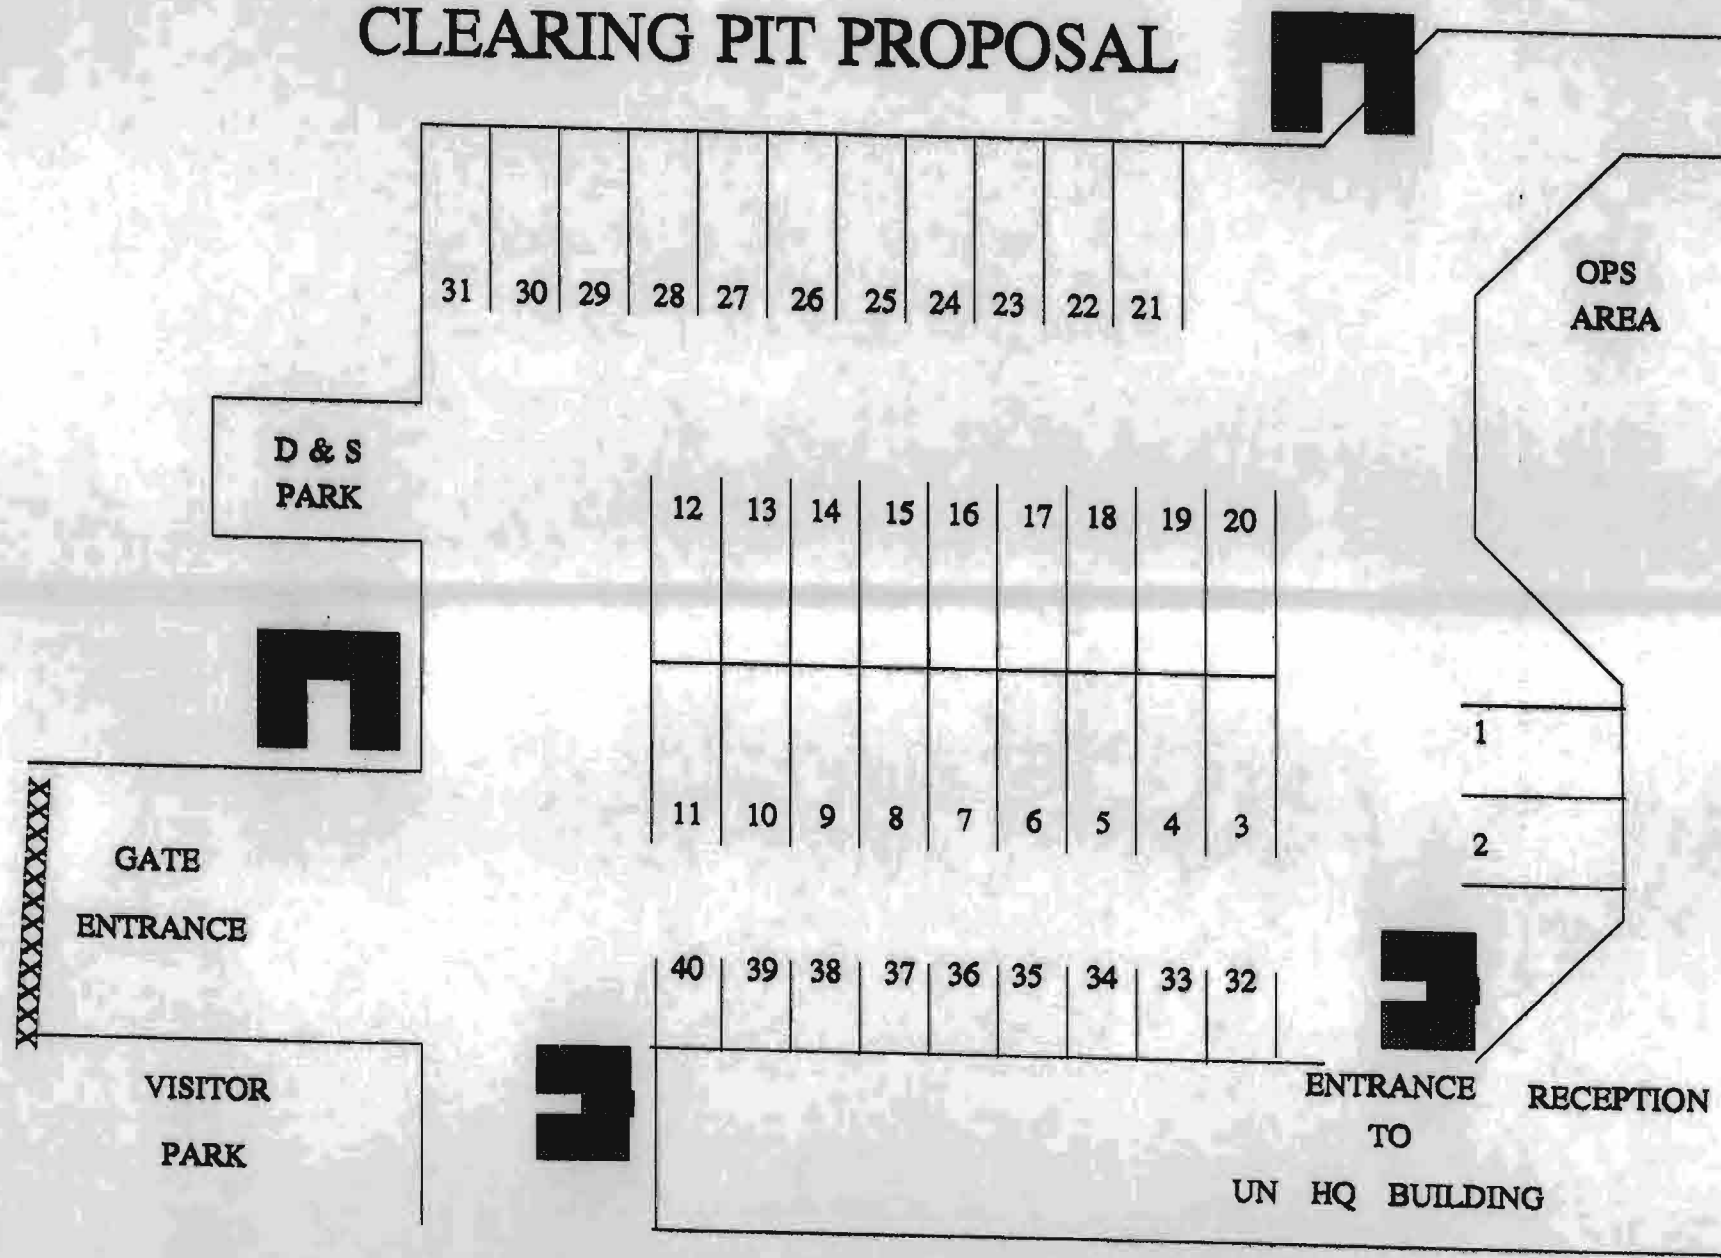 CLEARING PIT PROPOSAL
31 30 29 28 27 26 25 24 23 22 21
OPS
AREA
D & S
PARK
12 13 14 15 16 17 18 19 20
1
11 10 9 8 7 6 5 4 3
2
GATE
ENTRANCE
40 39 38 37 36 35 34 33 32
XXXXXXXXXXXXXXX
VISITOR
PARK
ENTRANCE
TO
UN HQ BUILDING
RECEPTION